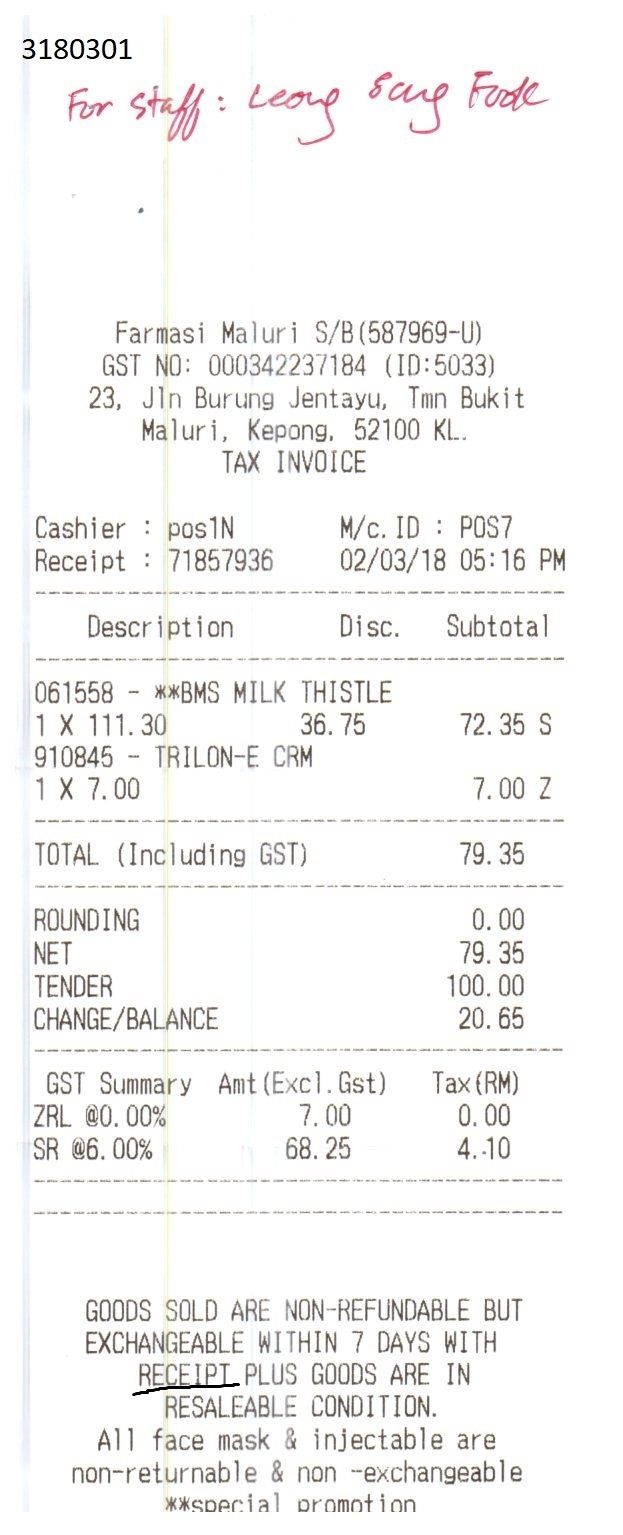 3180301
For Staff: Leong
Farmasi Maluri S/B(587969-U)
GST NO: 000342237184 (ID:5033)
23, Jln Burung Jentayu, Tmn Bukit
Maluri, Kepong, 52100 KL.
TAX INVOICE
Cashier : pos1N M/c. ID : POS7
Receipt : 71857936 02/03/18 05:16 PM
Description Disc. Subtotal
061558 - **BMS MILK THISTLE
1 X 111.30 36.75 72.35 S
910845 - TRILON-E CRM
1 X 7.00 7.00 Z
TOTAL (Including GST) 79.35
ROUNDING 0.00
NET 79.35
TENDER 100.00
CHANGE/BALANCE 20.65
GST Summary Amt(Excl.Gst) Tax(RM)
ZRL @0.00% 7.00 0.00
SR @6.00% 68.25 4.10
GOODS SOLD ARE NON-REFUNDABLE BUT
EXCHANGEABLE WITHIN 7 DAYS WITH
RECEIPT PLUS GOODS ARE IN
RESALEABLE CONDITION.
All face mask & injectable are
non-returnable & non -exchangeable
**special promotion